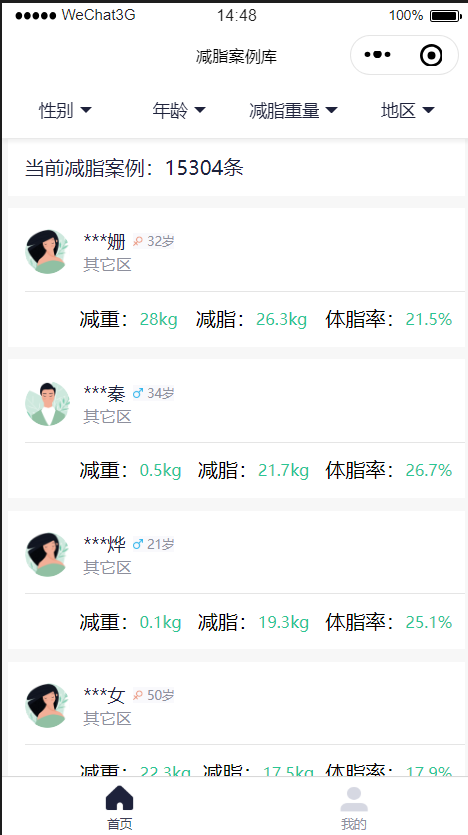 WeChat3G 14:48 100%
减脂案例库
性别 年龄 减脂重量 地区
当前减脂案例：15304条
***姗 32岁
其它区
减重：28kg 减脂：26.3kg 体脂率：21.5%
***秦 34岁
其它区
减重：0.5kg 减脂：21.7kg 体脂率：26.7%
***烨 21岁
其它区
减重：0.1kg 减脂：19.3kg 体脂率：25.1%
***女 50岁
其它区
减重：22.3kg 减脂：17.5kg 体脂率：17.9%
首页 我的